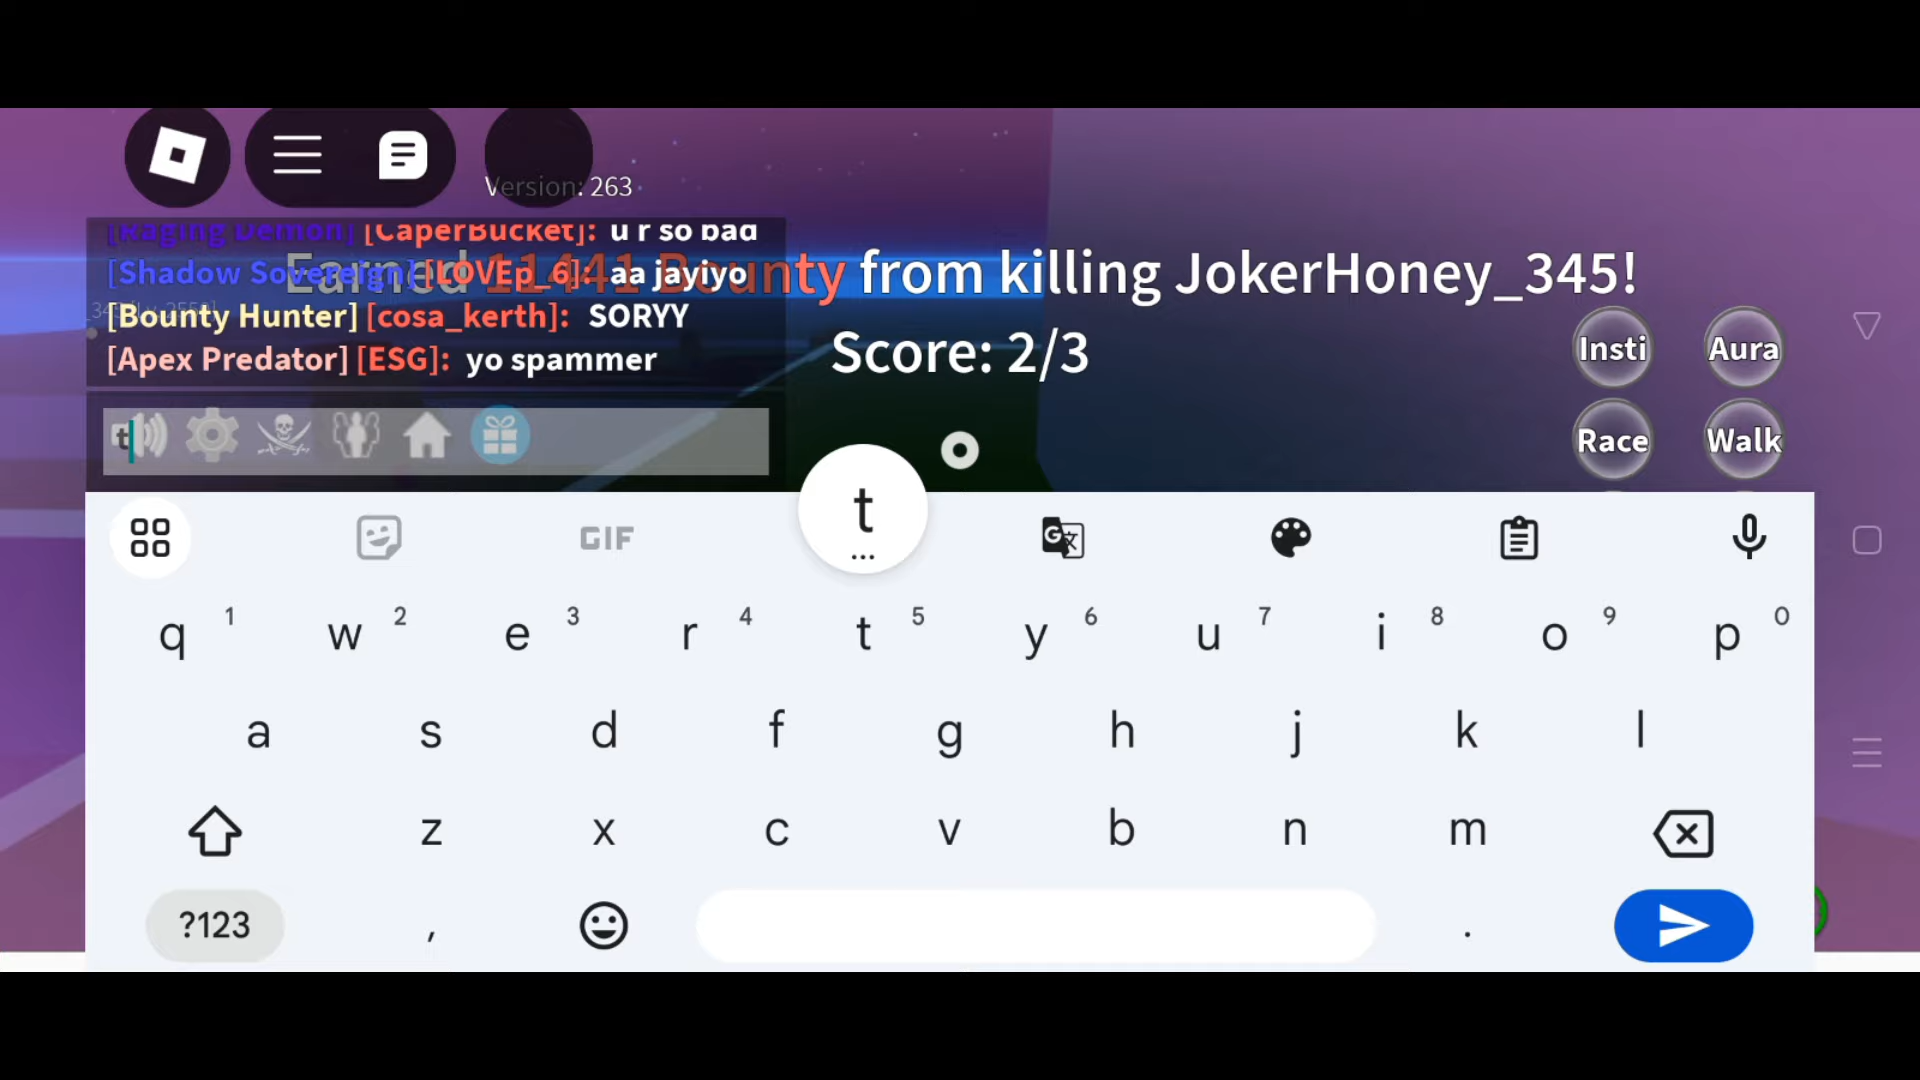 Version: 263
[Raging Demon] [CaperBucket]: u r so bad
[Shadow Sovereign] [LOVEp_6]: aa jayiyo
Earned 11441 Bounty from killing JokerHoney_345!
[Bounty Hunter] [cosa_kerth]: SORYY
[Apex Predator] [ESG]: yo spammer
Score: 2/3
Insti Aura
Race Walk
t
t
...
GIF
q 1 w 2 e 3 r 4 t 5 y 6 u 7 i 8 o 9 p 0
a s d f g h j k l
z x c v b n m
?123 , .